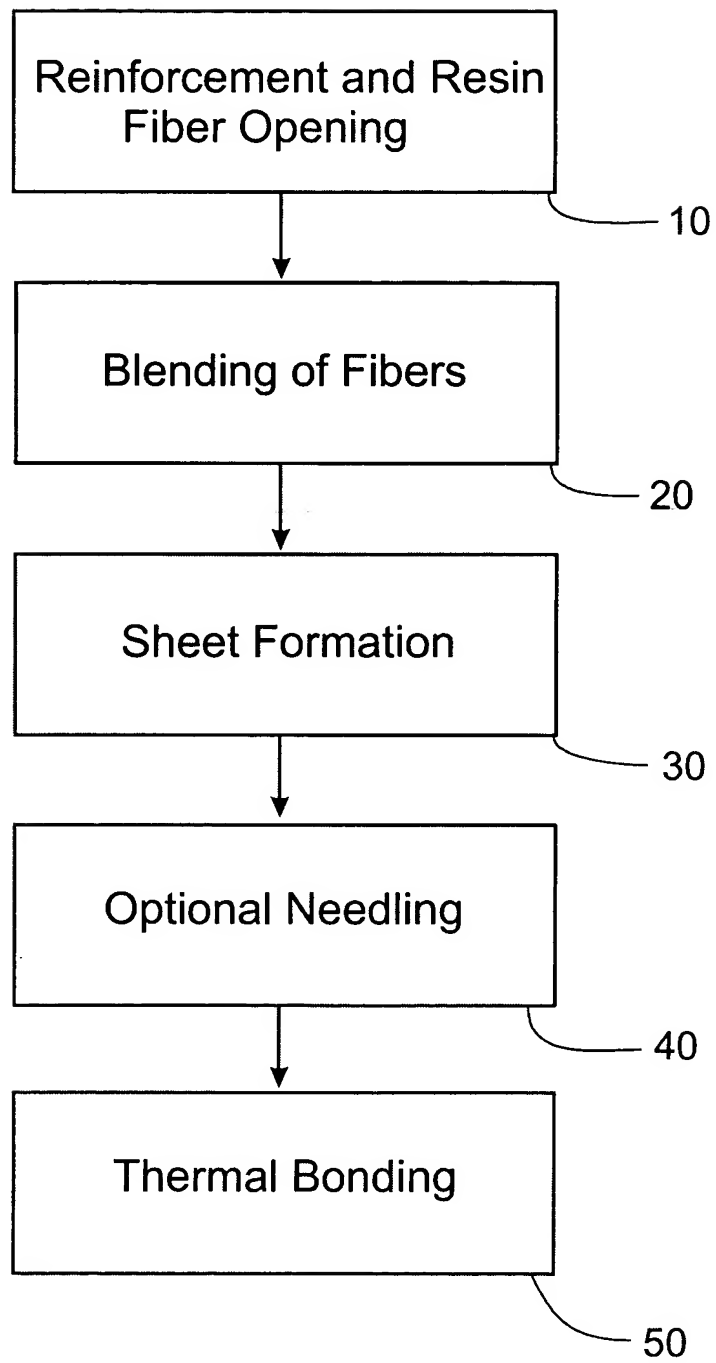 Reinforcement and Resin
Fiber Opening
10
Blending of Fibers
20
Sheet Formation
30
Optional Needling
40
Thermal Bonding
50